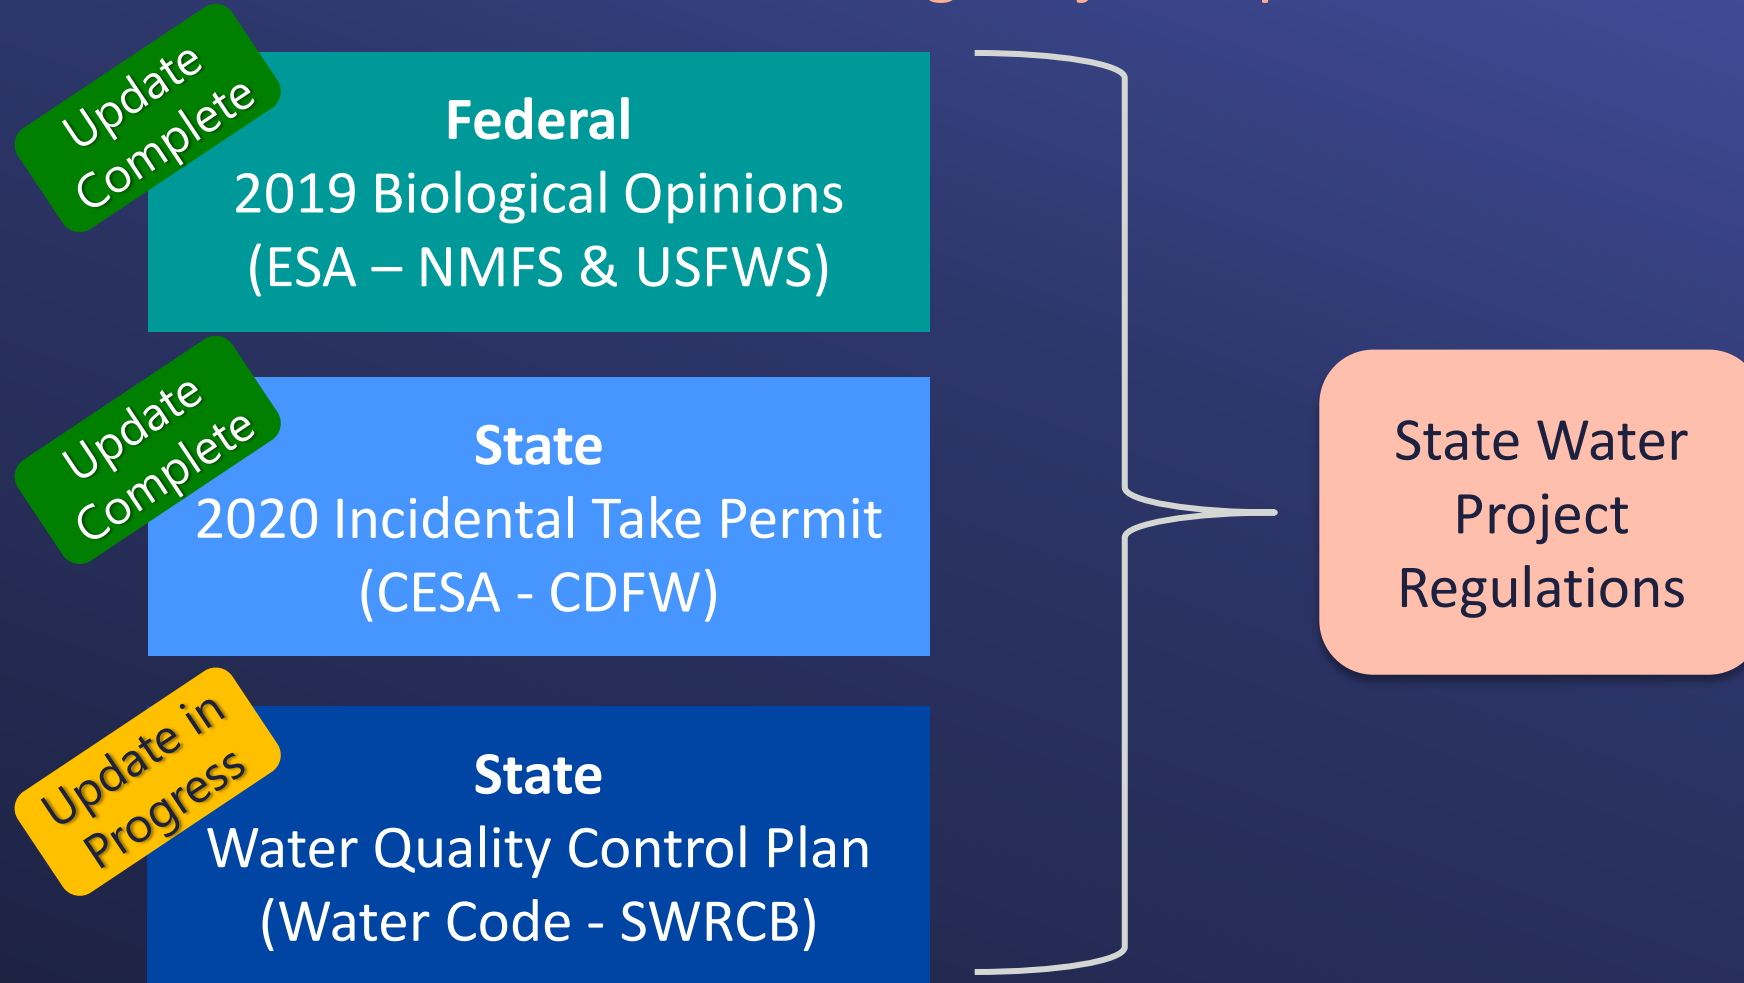 Update
Complete
Federal
2019 Biological Opinions
(ESA – NMFS & USFWS)
Update
Complete
State
2020 Incidental Take Permit
(CESA - CDFW)
Update in
Progress
State
Water Quality Control Plan
(Water Code - SWRCB)
State Water
Project
Regulations